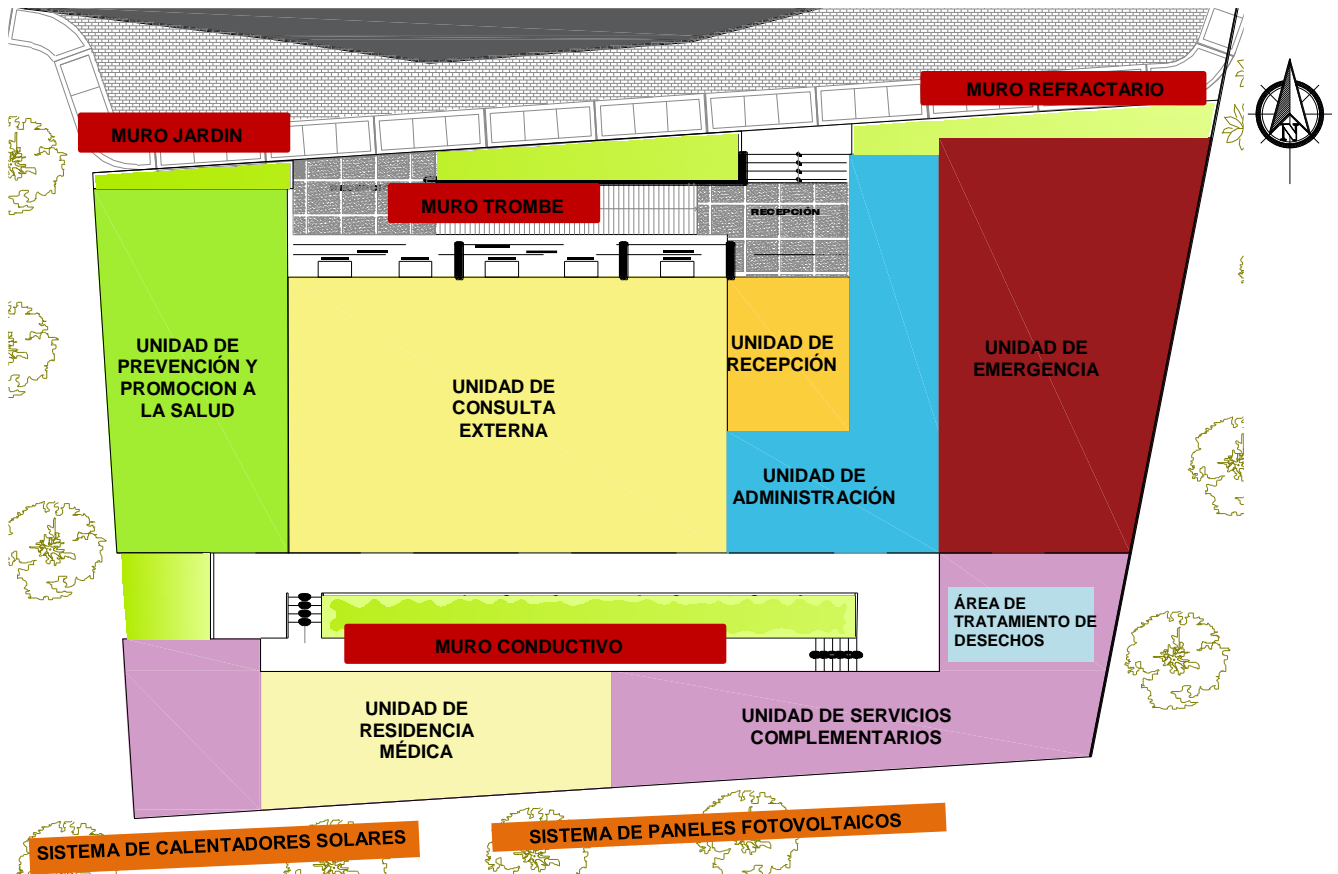 MURO REFRACTARIO
MURO JARDIN
N
MURO TROMBE
RECEPCIÓN
UNIDAD DE
PREVENCIÓN Y
PROMOCION A
LA SALUD
UNIDAD DE
CONSULTA
EXTERNA
UNIDAD DE
RECEPCIÓN
UNIDAD DE
EMERGENCIA
UNIDAD DE
ADMINISTRACIÓN
ÁREA DE
TRATAMIENTO DE
DESECHOS
MURO CONDUCTIVO
UNIDAD DE
RESIDENCIA
MÉDICA
UNIDAD DE SERVICIOS
COMPLEMENTARIOS
SISTEMA DE CALENTADORES SOLARES
SISTEMA DE PANELES FOTOVOLTAICOS